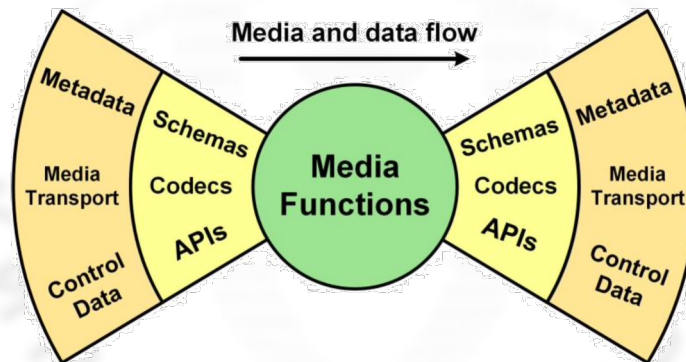 Media and data flow
Metadata
Media
Transport
Control
Data
Schemas
Codecs
APIs
Media
Functions
Schemas
Codecs
APIs
Metadata
Media
Transport
Control
Data